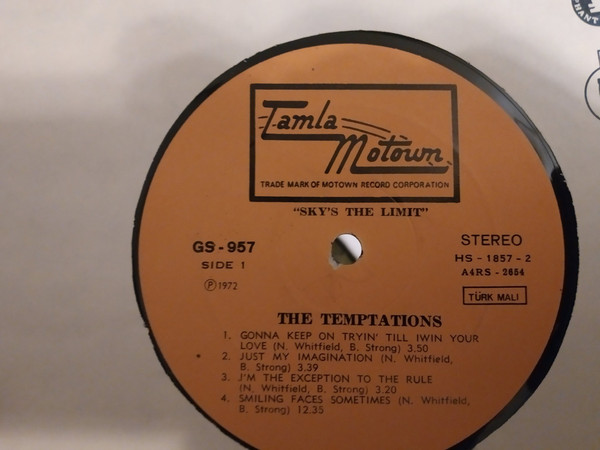 Tamla
Motown
TRADE MARK OF MOTOWN RECORD CORPORATION
"SKY'S THE LIMIT"
GS - 957
SIDE 1
Ⓟ1972
STEREO
HS - 1857 - 2
A4RS - 2654
TÜRK MALI
THE TEMPTATIONS
1. GONNA KEEP ON TRYIN' TILL IWIN YOUR
LOVE (N. Whitfield, B. Strong) 3.50
2. JUST MY IMAGINATION (N. Whitfield,
B. Strong) 3.39
3. J'M THE EXCEPTION TO THE RULE
(N. Whitfield, B. Strong) 3.20
4. SMILING FACES SOMETIMES (N. Whitfield,
B. Strong) 12.35